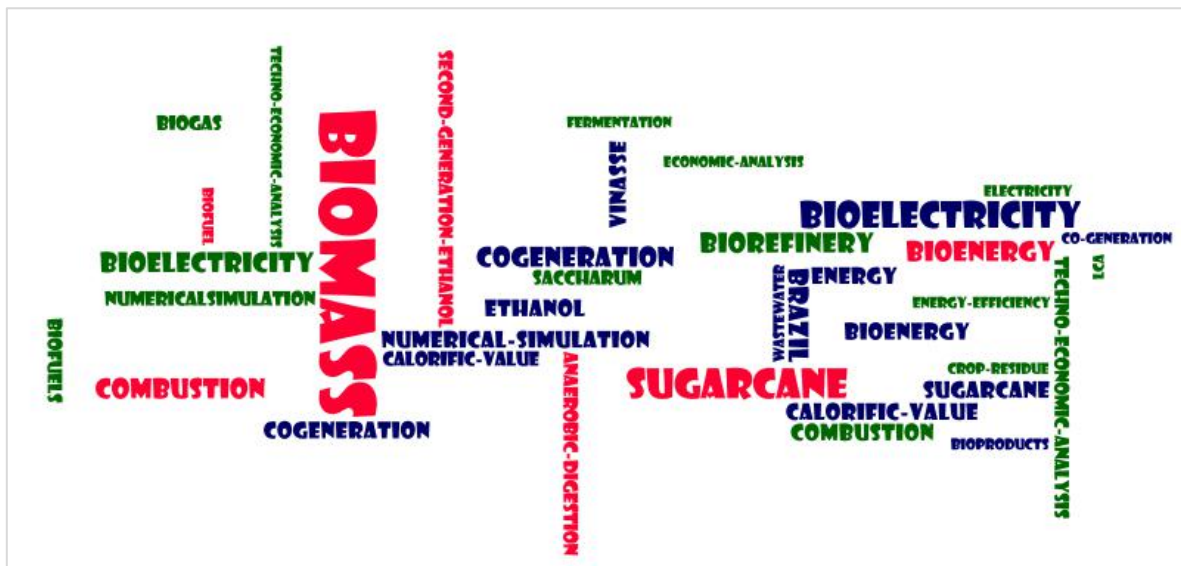 TECHNO-ECONOMIC-ANALYSIS
SECOND-GENERATION-ETHANOL
BIOGAS
BIOMASS
FERMENTATION
VINASSE
ECONOMIC-ANALYSIS
BIOFUEL
ELECTRICITY
BIOELECTRICITY
BIOREFINERY
BIOENERGY
CO-GENERATION
BIOELECTRICITY
COGENERATION
SACCHARUM
WASTEWATER
BRAZIL
ENERGY
LCA
TECHNO-ECONOMIC-ANALYSIS
NUMERICALSIMULATION
ETHANOL
ENERGY-EFFICIENCY
BIOFUELS
NUMERICAL-SIMULATION
BIOENERGY
CALORIFIC-VALUE
ANAEROBIC-DIGESTION
CROP-RESIDUE
COMBUSTION
SUGARCANE
SUGARCANE
CALORIFIC-VALUE
COGENERATION
COMBUSTION
BIOPRODUCTS